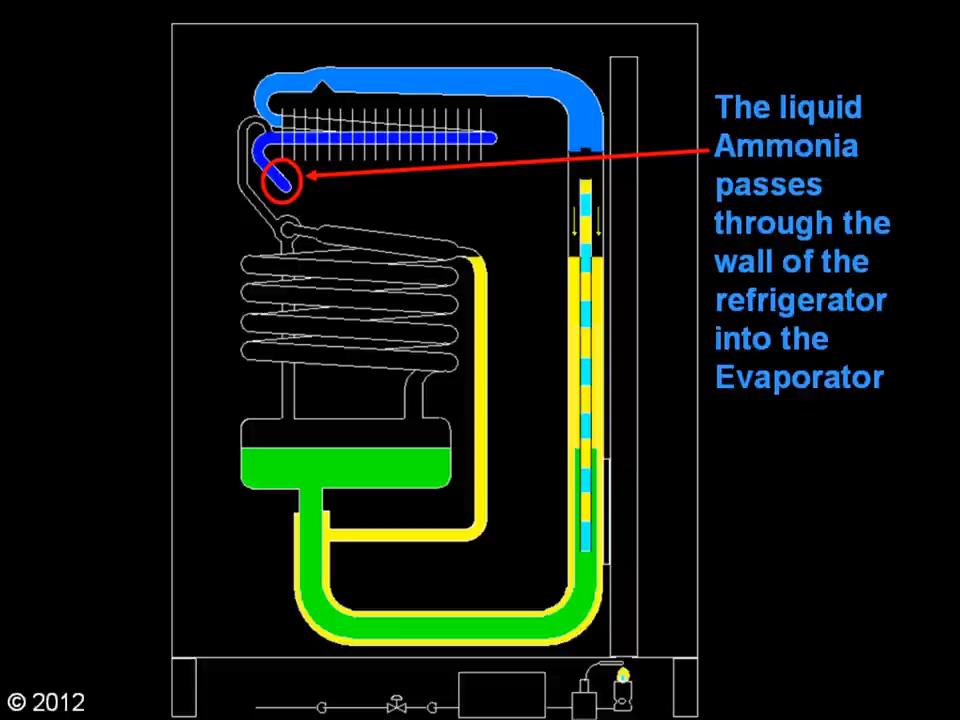 The liquid
Ammonia
passes
through the
wall of the
refrigerator
into the
Evaporator
© 2012